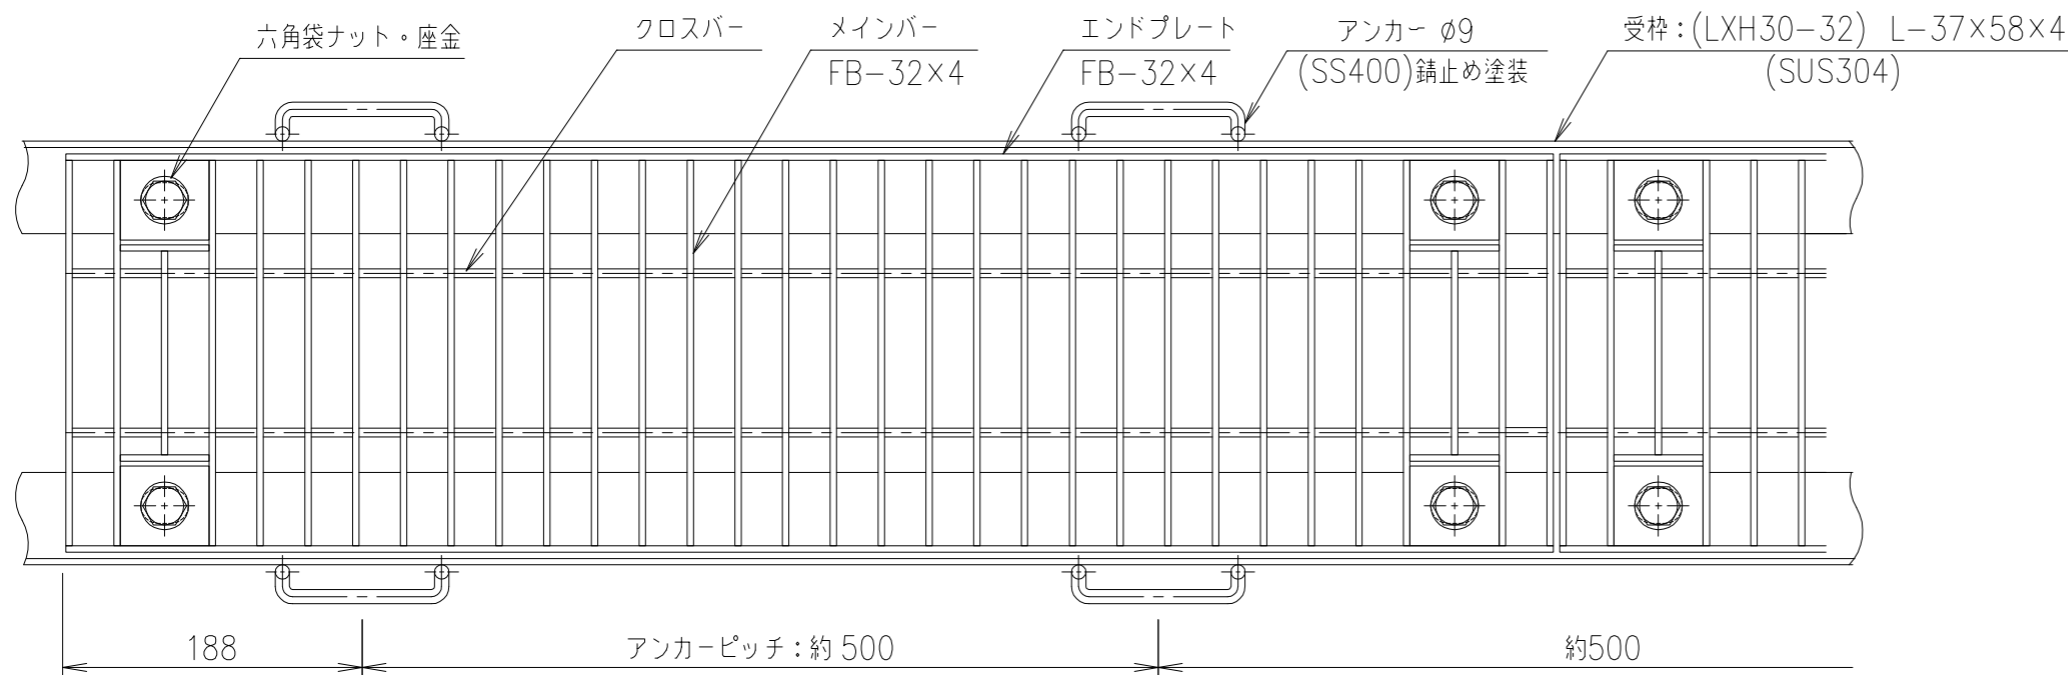 六角袋ナット・座金
クロスバー
メインバー
FB-32×4
エンドプレート
FB-32×4
アンカー Ø9
(SS400)錆止め塗装
受枠：(LXH30-32) L-37×58×4
(SUS304)
188
アンカーピッチ：約 500
約500